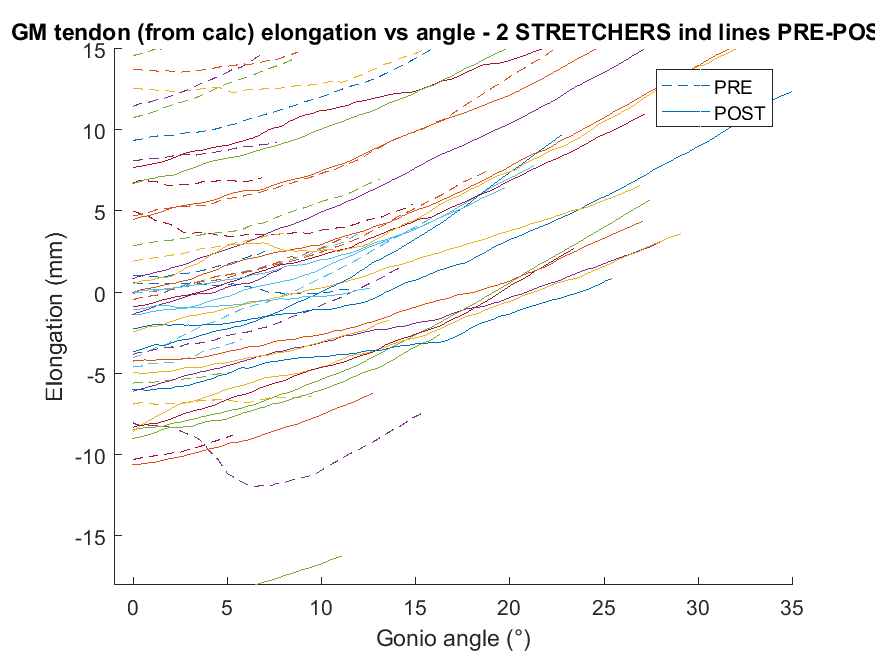 GM tendon (from calc) elongation vs angle - 2 STRETCHERS ind lines PRE-POS
PRE
POST
15
10
5
0
-5
-10
-15
Elongation (mm)
0 5 10 15 20 25 30 35
Gonio angle (°)